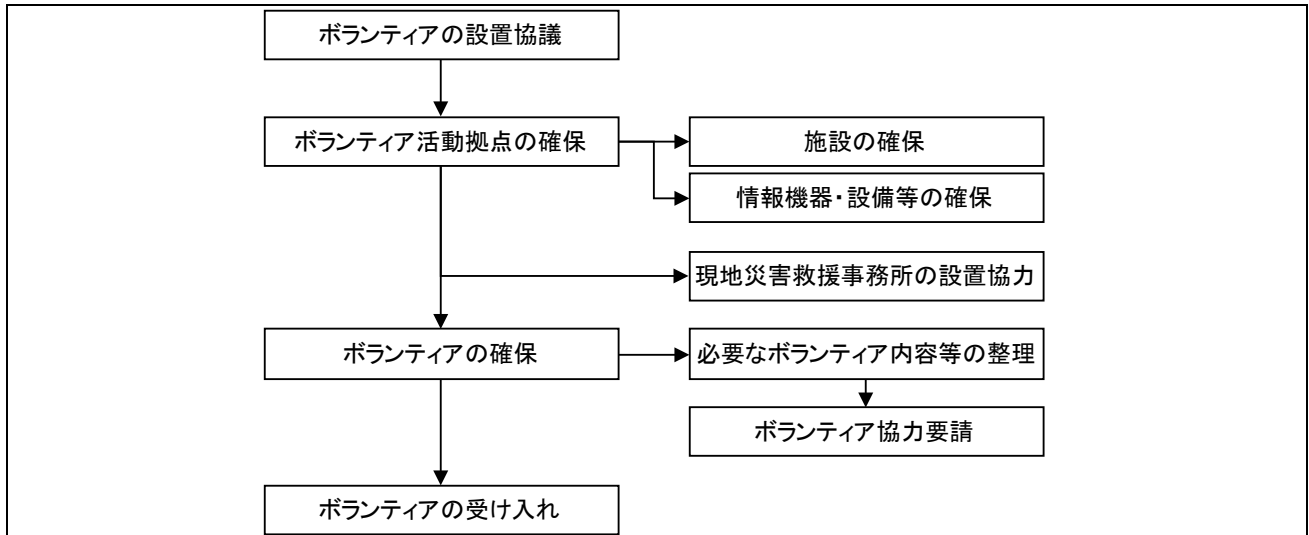 ボランティアの設置協議
ボランティア活動拠点の確保
施設の確保
情報機器・設備等の確保
現地災害救援事務所の設置協力
ボランティアの確保
必要なボランティア内容等の整理
ボランティア協力要請
ボランティアの受け入れ